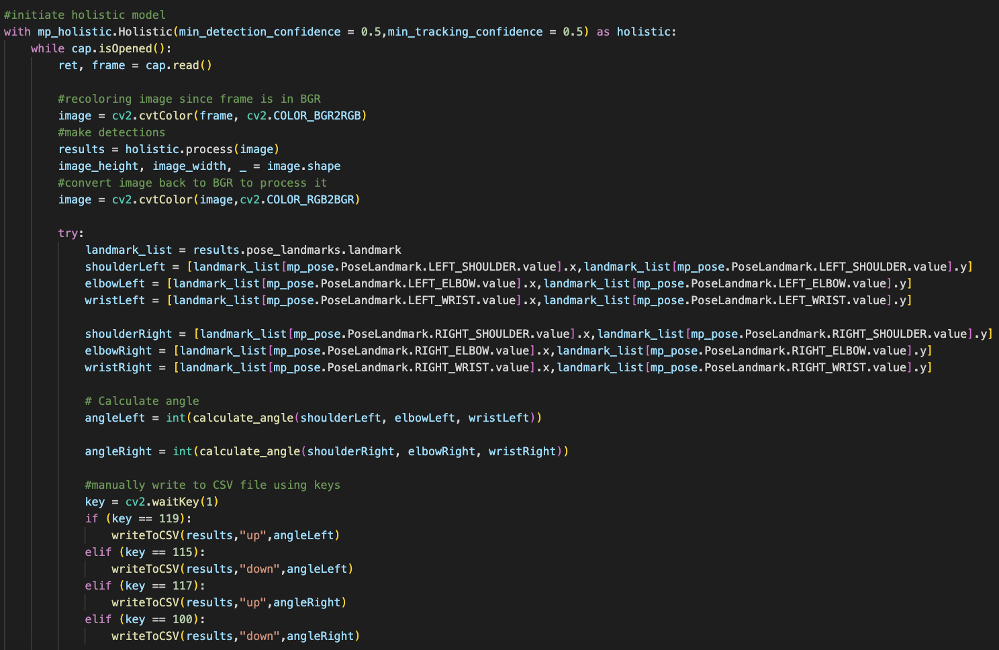 #initiate holistic model
with mp_holistic.Holistic(min_detection_confidence = 0.5,min_tracking_confidence = 0.5) as holistic:
    while cap.isOpened():
        ret, frame = cap.read()

        #recoloring image since frame is in BGR
        image = cv2.cvtColor(frame, cv2.COLOR_BGR2RGB)
        #make detections
        results = holistic.process(image)
        image_height, image_width, _ = image.shape
        #convert image back to BGR to process it
        image = cv2.cvtColor(image,cv2.COLOR_RGB2BGR)

        try:
            landmark_list = results.pose_landmarks.landmark
            shoulderLeft = [landmark_list[mp_pose.PoseLandmark.LEFT_SHOULDER.value].x,landmark_list[mp_pose.PoseLandmark.LEFT_SHOULDER.value].y]
            elbowLeft = [landmark_list[mp_pose.PoseLandmark.LEFT_ELBOW.value].x,landmark_list[mp_pose.PoseLandmark.LEFT_ELBOW.value].y]
            wristLeft = [landmark_list[mp_pose.PoseLandmark.LEFT_WRIST.value].x,landmark_list[mp_pose.PoseLandmark.LEFT_WRIST.value].y]

            shoulderRight = [landmark_list[mp_pose.PoseLandmark.RIGHT_SHOULDER.value].x,landmark_list[mp_pose.PoseLandmark.RIGHT_SHOULDER.value].y]
            elbowRight = [landmark_list[mp_pose.PoseLandmark.RIGHT_ELBOW.value].x,landmark_list[mp_pose.PoseLandmark.RIGHT_ELBOW.value].y]
            wristRight = [landmark_list[mp_pose.PoseLandmark.RIGHT_WRIST.value].x,landmark_list[mp_pose.PoseLandmark.RIGHT_WRIST.value].y]

            # Calculate angle
            angleLeft = int(calculate_angle(shoulderLeft, elbowLeft, wristLeft))

            angleRight = int(calculate_angle(shoulderRight, elbowRight, wristRight))

            #manually write to CSV file using keys
            key = cv2.waitKey(1)
            if (key == 119):
                writeToCSV(results,"up",angleLeft)
            elif (key == 115):
                writeToCSV(results,"down",angleLeft)
            elif (key == 117):
                writeToCSV(results,"up",angleRight)
            elif (key == 100):
                writeToCSV(results,"down",angleRight)